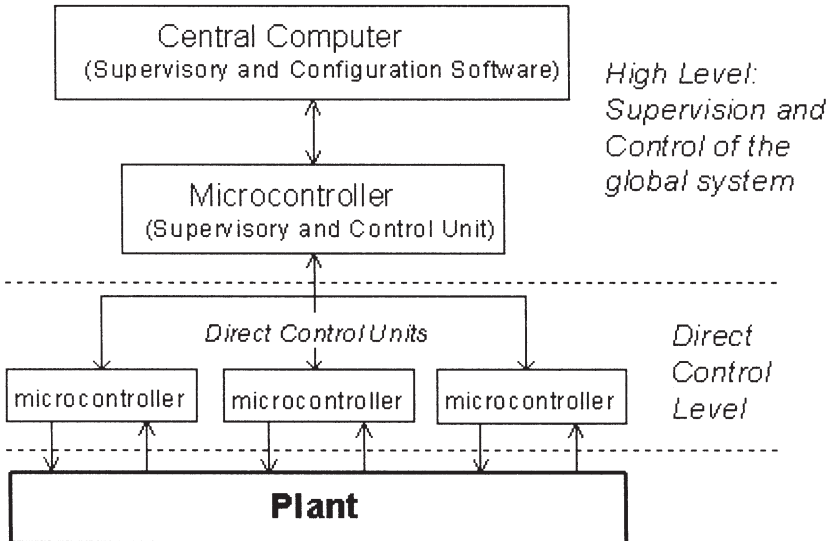 Central Computer
(Supervisory and Configuration Software)
High Level:
Supervision and
Control of the
global system
Microcontroller
(Supervisory and Control Unit)
Direct Control Units
Direct
Control
Level
microcontroller
microcontroller
microcontroller
Plant